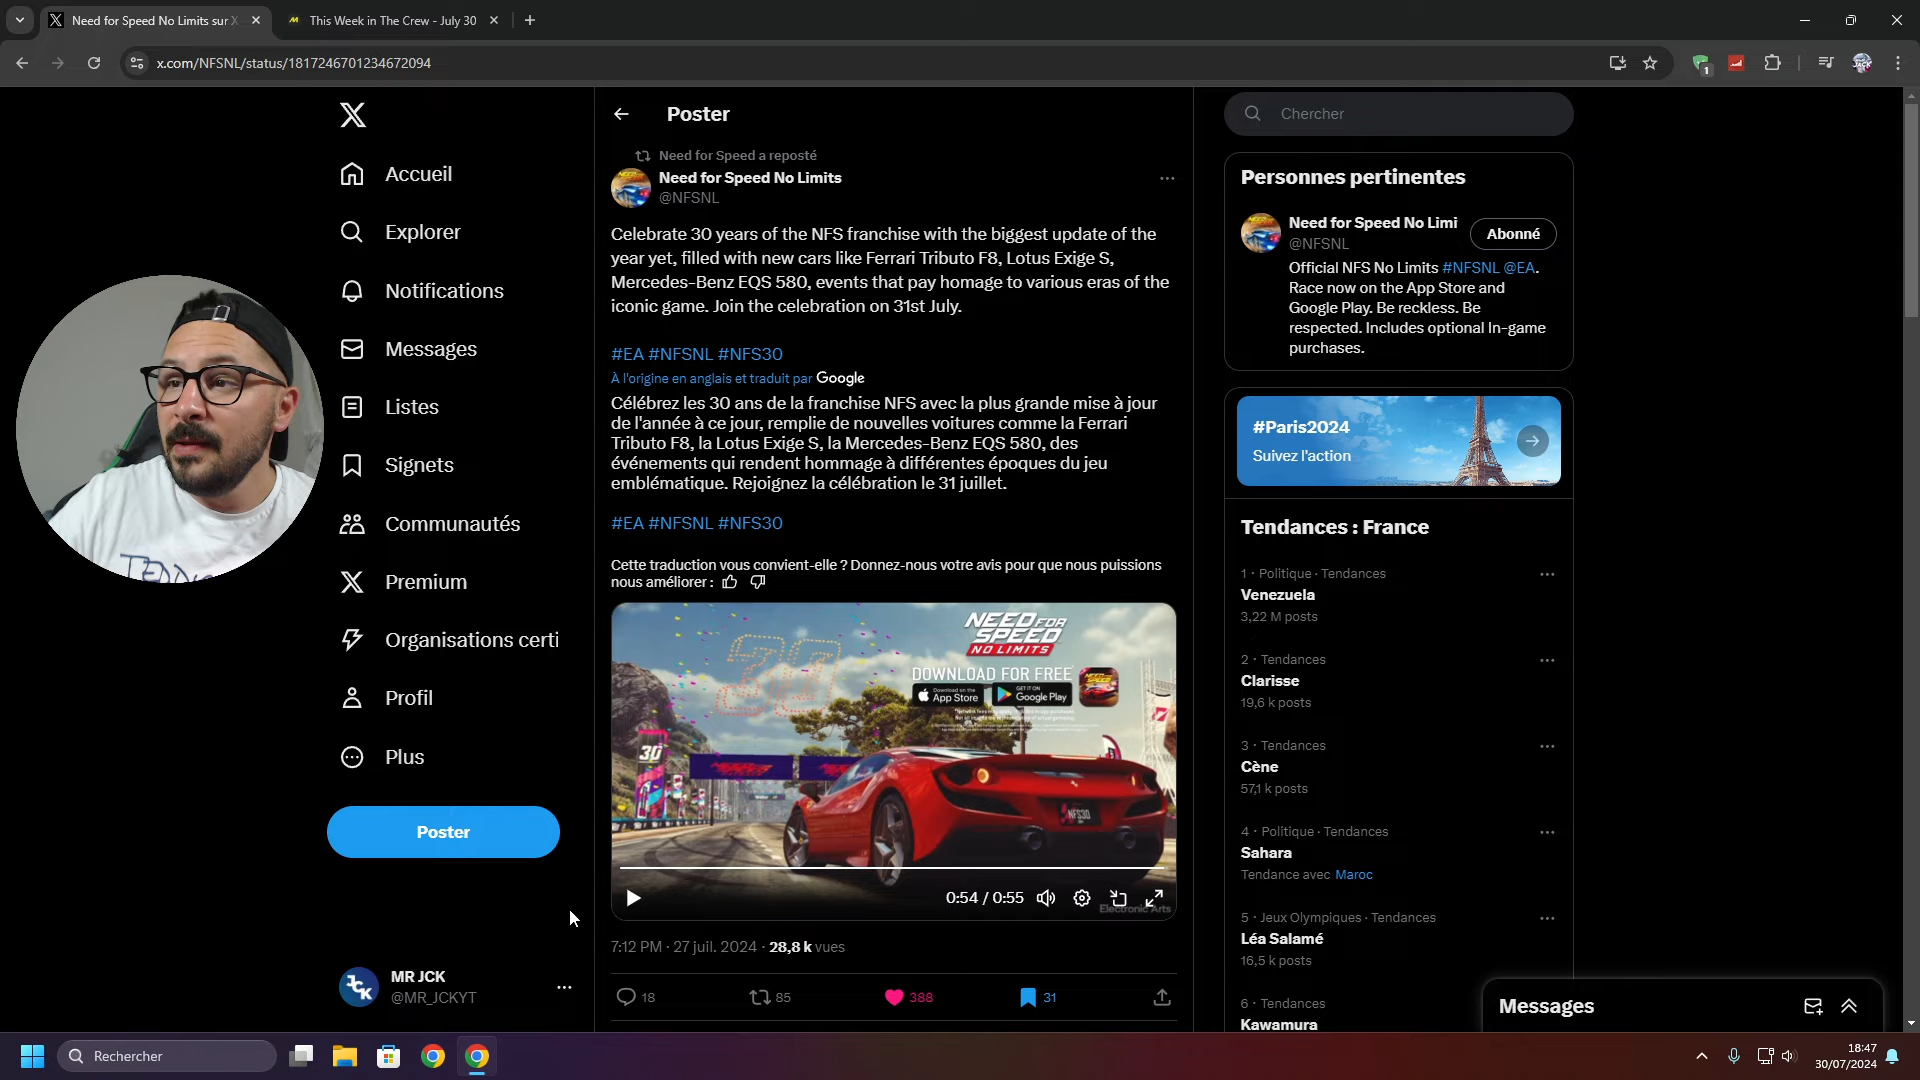 Need for Speed No Limits sur X
This Week in The Crew - July 30
x.com/NFSNL/status/1817246701234672094
1
Accueil
Explorer
Notifications
Messages
Listes
Signets
Communautés
Premium
Organisations certi
Profil
Plus
Poster
MR JCK
@MR_JCKYT
Poster
Need for Speed a reposté
Need for Speed No Limits
@NFSNL
Celebrate 30 years of the NFS franchise with the biggest update of the
year yet, filled with new cars like Ferrari Tributo F8, Lotus Exige S,
Mercedes-Benz EQS 580, events that pay homage to various eras of the
iconic game. Join the celebration on 31st July.
#EA #NFSNL #NFS30
À l'origine en anglais et traduit par Google
Célébrez les 30 ans de la franchise NFS avec la plus grande mise à jour
de l'année à ce jour, remplie de nouvelles voitures comme la Ferrari
Tributo F8, la Lotus Exige S, la Mercedes-Benz EQS 580, des
événements qui rendent hommage à différentes époques du jeu
emblématique. Rejoignez la célébration le 31 juillet.
#EA #NFSNL #NFS30
Cette traduction vous convient-elle ? Donnez-nous votre avis pour que nous puissions
nous améliorer :
NEED FOR
SPEED
NO LIMITS
DOWNLOAD FOR FREE
Download on the
App Store
GET IT ON
Google Play
30
30
NFS30
0:54 / 0:55
Electronic Arts
7:12 PM · 27 juil. 2024 · 28,8 k vues
18
85
388
31
Chercher
Personnes pertinentes
Need for Speed No Limi
@NFSNL
Abonné
Official NFS No Limits #NFSNL @EA.
Race now on the App Store and
Google Play. Be reckless. Be
respected. Includes optional In-game
purchases.
#Paris2024
Suivez l'action
Tendances : France
1 · Politique · Tendances
Venezuela
3,22 M posts
2 · Tendances
Clarisse
19,6 k posts
3 · Tendances
Cène
57,1 k posts
4 · Politique · Tendances
Sahara
Tendance avec Maroc
5 · Jeux Olympiques · Tendances
Léa Salamé
16,5 k posts
6 · Tendances
Kawamura
Messages
Rechercher
18:47
30/07/2024